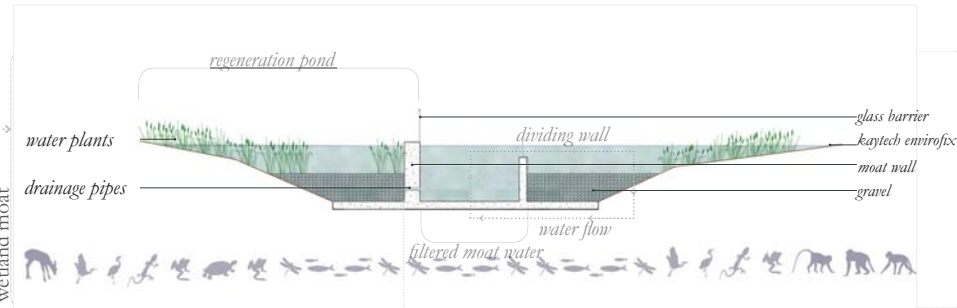 regeneration pond
glass barrier
water plants
dividing wall
kaytech envirofix
moat wall
drainage pipes
gravel
water flow
filtered moat water
wetland moat